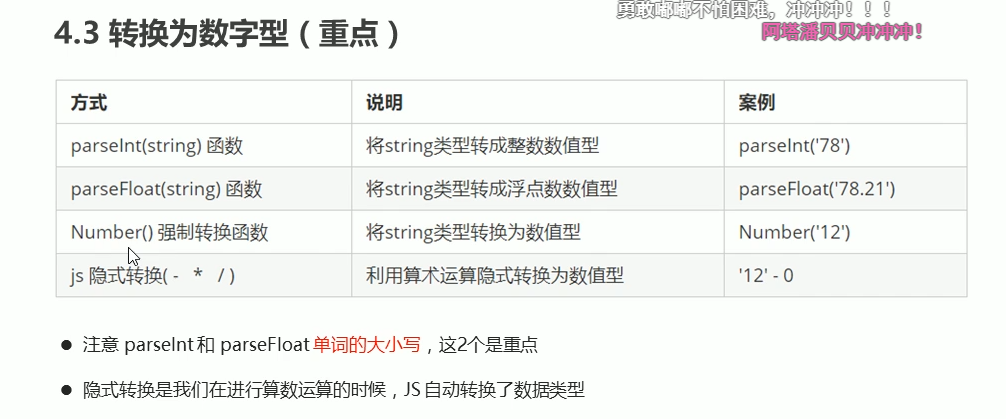 勇敢嘟嘟不怕困难，冲冲冲！！！
阿塔潘贝贝冲冲冲！
4.3 转换为数字型（重点）
方式 说明 案例
parseInt(string) 函数 将string类型转成整数数值型 parseInt('78')
parseFloat(string) 函数 将string类型转成浮点数数值型 parseFloat('78.21')
Number() 强制转换函数 将string类型转换为数值型 Number('12')
js 隐式转换( - * / ) 利用算术运算隐式转换为数值型 '12' - 0
● 注意 parseInt 和 parseFloat 单词的大小写，这2个是重点
● 隐式转换是我们在进行算数运算的时候，JS 自动转换了数据类型